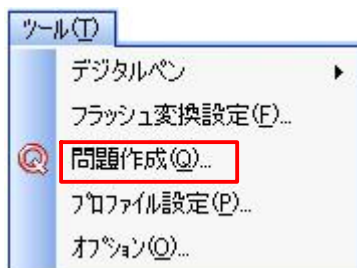 ツール(T)
デジタルペン
フラッシュ変換設定(F)...
問題作成(Q)...
プロファイル設定(P)...
オプション(O)...